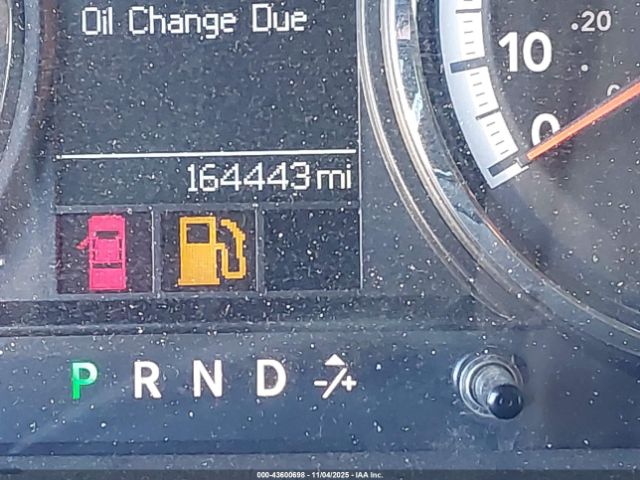 Oil Change Due
10
20
0
164443 mi
P R N D -/+
000-43600698 - 11/04/2025 - IAA Inc.